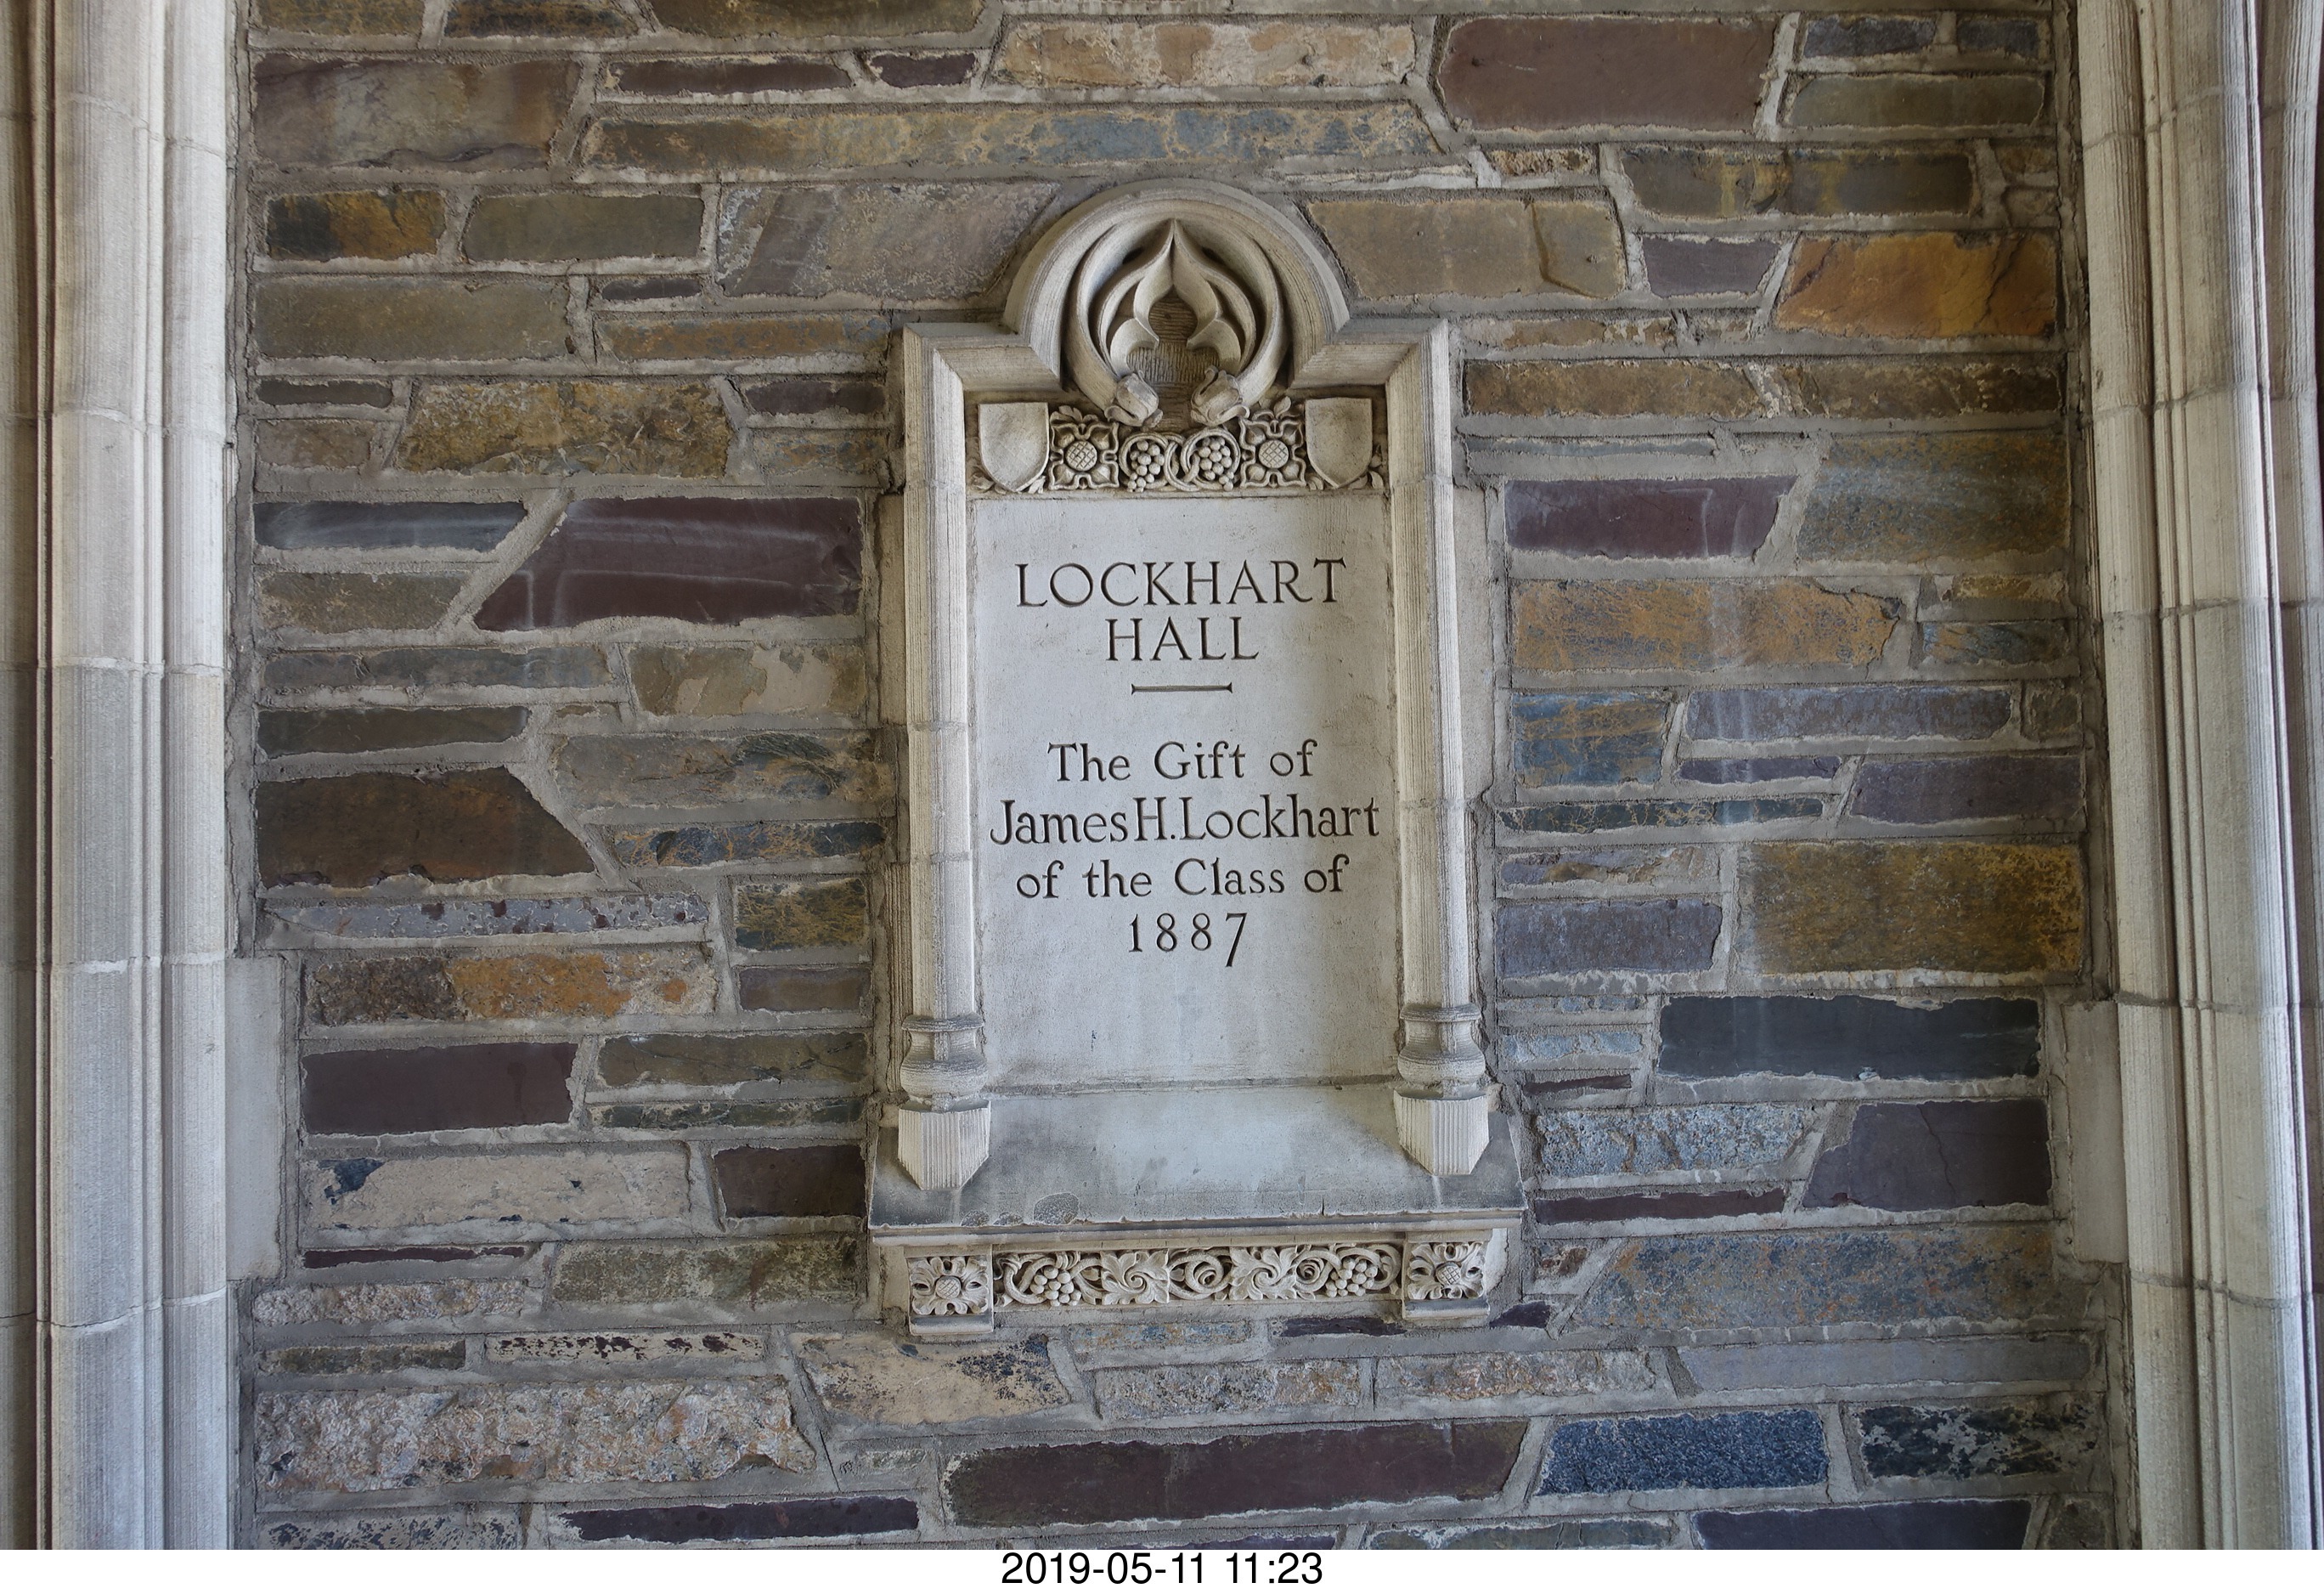 LOCKHART
HALL
The Gift of
James H. Lockhart
of the Class of
1887
2019-05-11 11:23